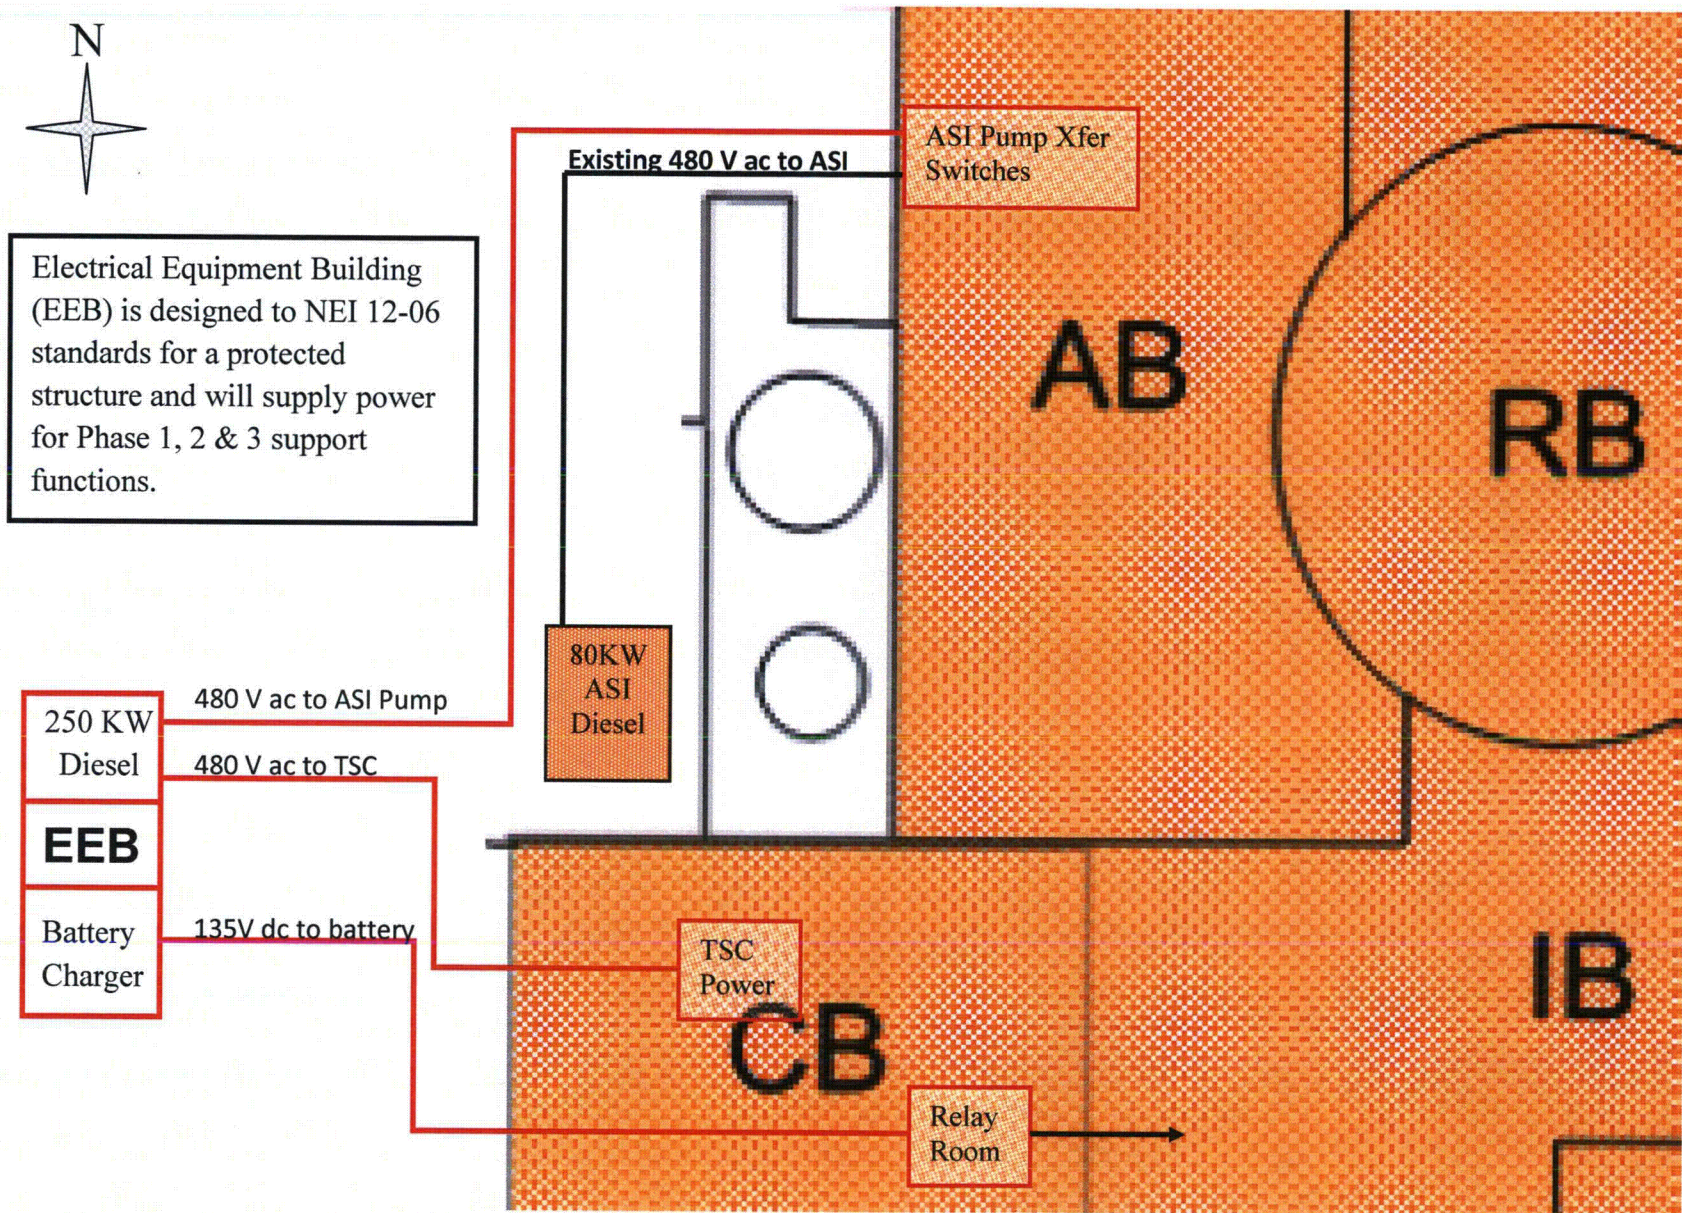 N
ASI Pump Xfer
Switches
Existing 480 V ac to ASI
Electrical Equipment Building
(EEB) is designed to NEI 12-06
standards for a protected
structure and will supply power
for Phase 1, 2 & 3 support
functions.
AB
RB
80KW
ASI
Diesel
480 V ac to ASI Pump
250 KW
Diesel
480 V ac to TSC
EEB
Battery
Charger
135V dc to battery
TSC
Power
CB
IB
Relay
Room